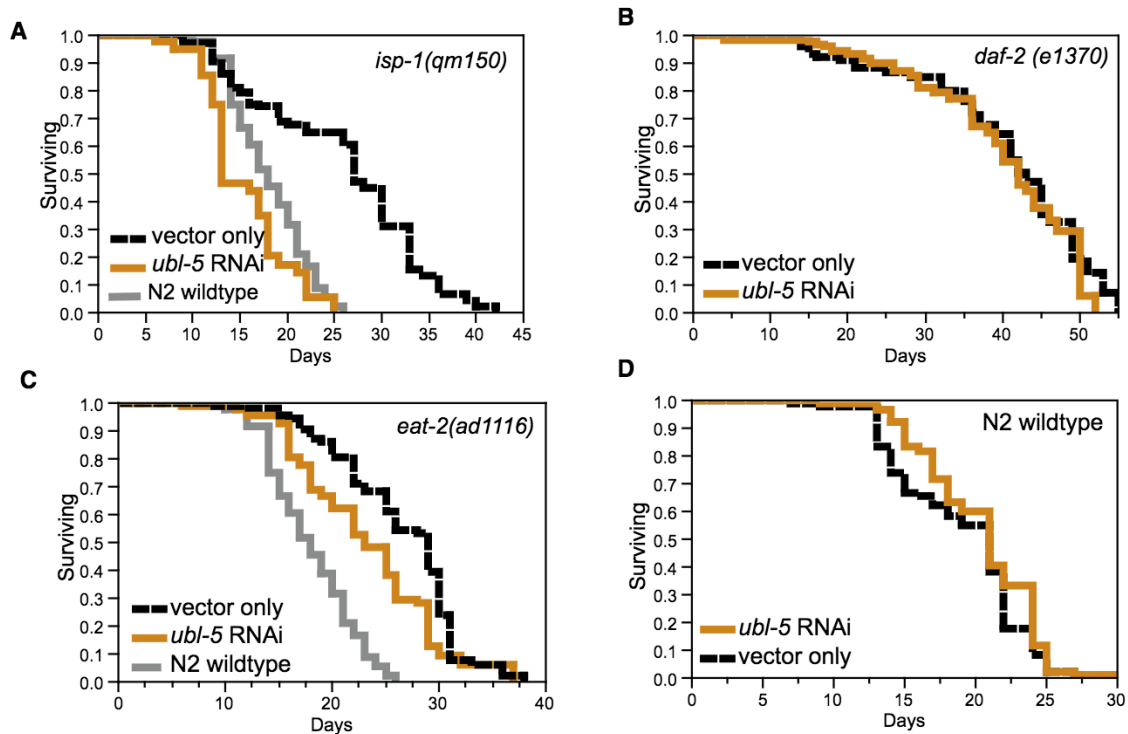 A
isp-1(qm150)
1.0
0.9
0.8
0.7
0.6
0.5
0.4
0.3
0.2
0.1
0.0
Surviving
vector only
ubl-5 RNAi
N2 wildtype
0 5 10 15 20 25 30 35 40 45
Days
B
daf-2 (e1370)
1.0
0.9
0.8
0.7
0.6
0.5
0.4
0.3
0.2
0.1
0.0
Surviving
vector only
ubl-5 RNAi
0 10 20 30 40 50
Days
C
eat-2(ad1116)
1.0
0.9
0.8
0.7
0.6
0.5
0.4
0.3
0.2
0.1
0.0
Surviving
vector only
ubl-5 RNAi
N2 wildtype
0 10 20 30 40
Days
D
N2 wildtype
1.0
0.9
0.8
0.7
0.6
0.5
0.4
0.3
0.2
0.1
0.0
Surviving
ubl-5 RNAi
vector only
0 5 10 15 20 25 30
Days